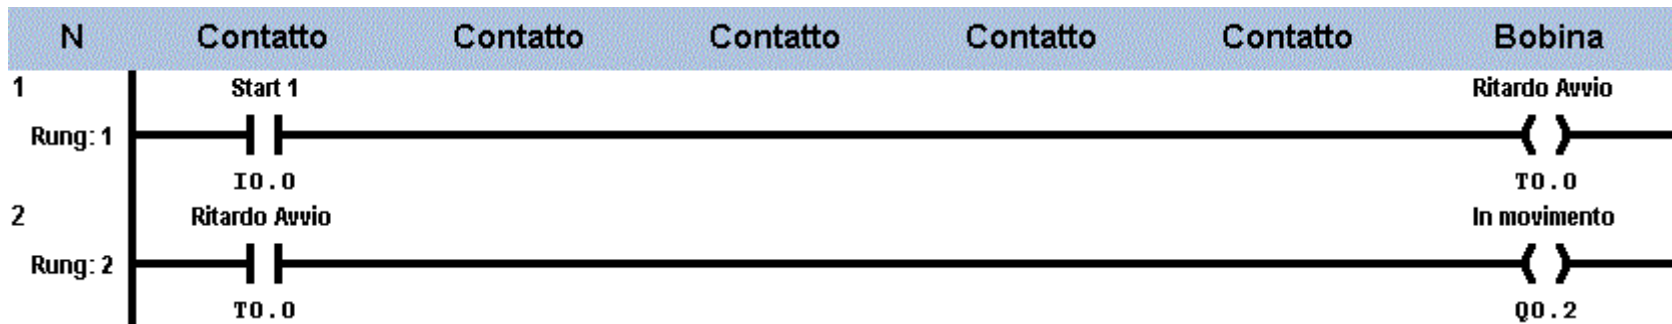 N Contatto Contatto Contatto Contatto Contatto Bobina
1 Start 1 Ritardo Avvio
Rung: 1
I0.0 T0.0
2 Ritardo Avvio In movimento
Rung: 2
T0.0 Q0.2